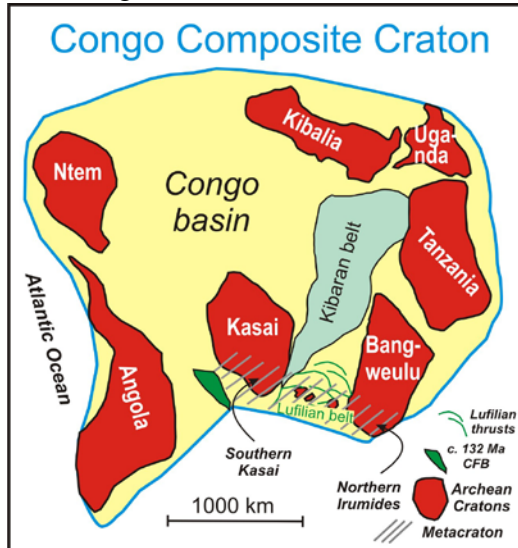 Congo Composite Craton
Kibalia
Uga-
nda
Ntem
Congo
basin
Kibaran belt
Tanzania
Atlantic Ocean
Kasai
Bang-
weulu
Angola
Lufilian belt
Lufilian
thrusts
c. 132 Ma
CFB
Southern
Kasai
Northern
Irumides
Archean
Cratons
1000 km
Metacraton